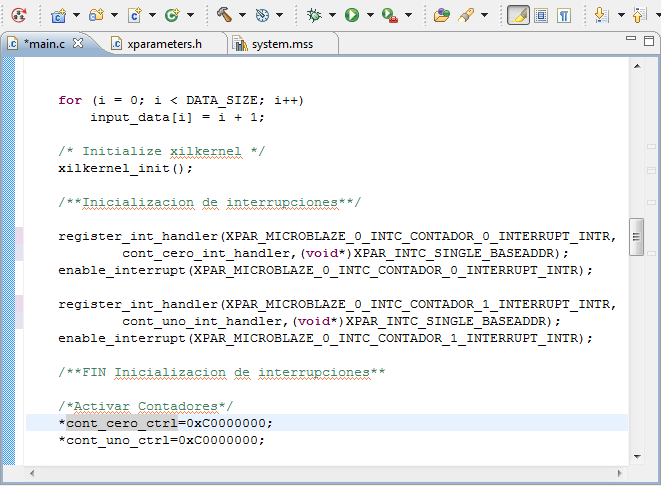 *main.c
xparameters.h
system.mss
for (i = 0; i < DATA_SIZE; i++)
input_data[i] = i + 1;
/* Initialize xilkernel */
xilkernel_init();
/**Inicializacion de interrupciones**/
register_int_handler(XPAR_MICROBLAZE_0_INTC_CONTADOR_0_INTERRUPT_INTR,
cont_cero_int_handler,(void*)XPAR_INTC_SINGLE_BASEADDR);
enable_interrupt(XPAR_MICROBLAZE_0_INTC_CONTADOR_0_INTERRUPT_INTR);
register_int_handler(XPAR_MICROBLAZE_0_INTC_CONTADOR_1_INTERRUPT_INTR,
cont_uno_int_handler,(void*)XPAR_INTC_SINGLE_BASEADDR);
enable_interrupt(XPAR_MICROBLAZE_0_INTC_CONTADOR_1_INTERRUPT_INTR);
/**FIN Inicializacion de interrupciones**
/*Activar Contadores*/
*cont_cero_ctrl=0xC0000000;
*cont_uno_ctrl=0xC0000000;